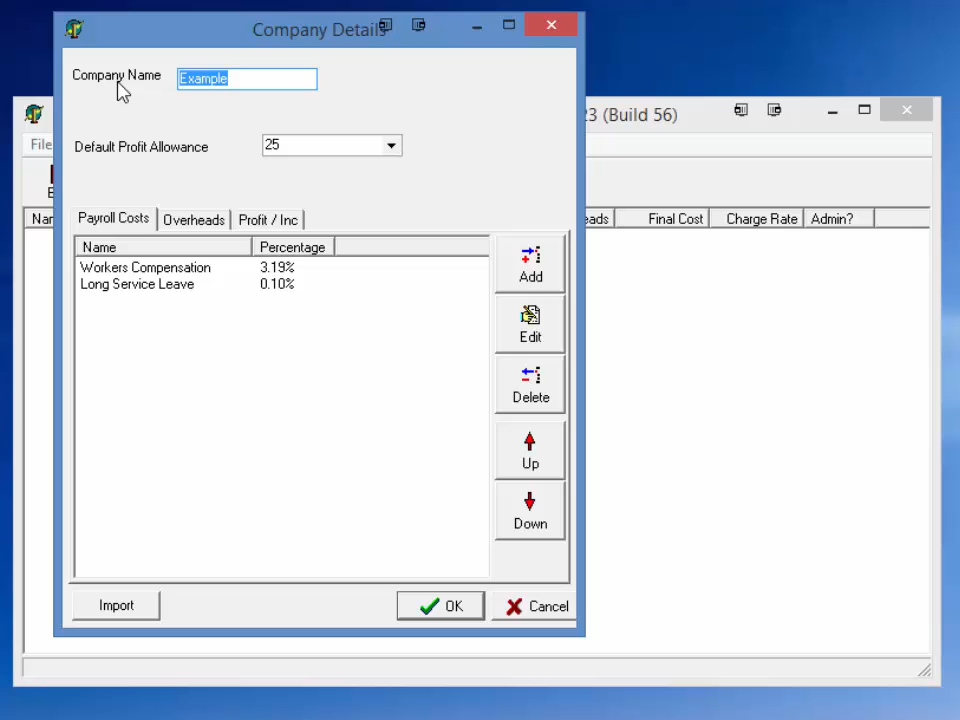 Company Details
Company Name
Example
23 (Build 56)
File
Default Profit Allowance
25
Payroll Costs
Overheads
Profit / Inc
Final Cost
Charge Rate
Admin?
Name
Percentage
Workers Compensation
3.19%
Long Service Leave
0.10%
Add
Edit
Delete
Up
Down
Import
OK
Cancel